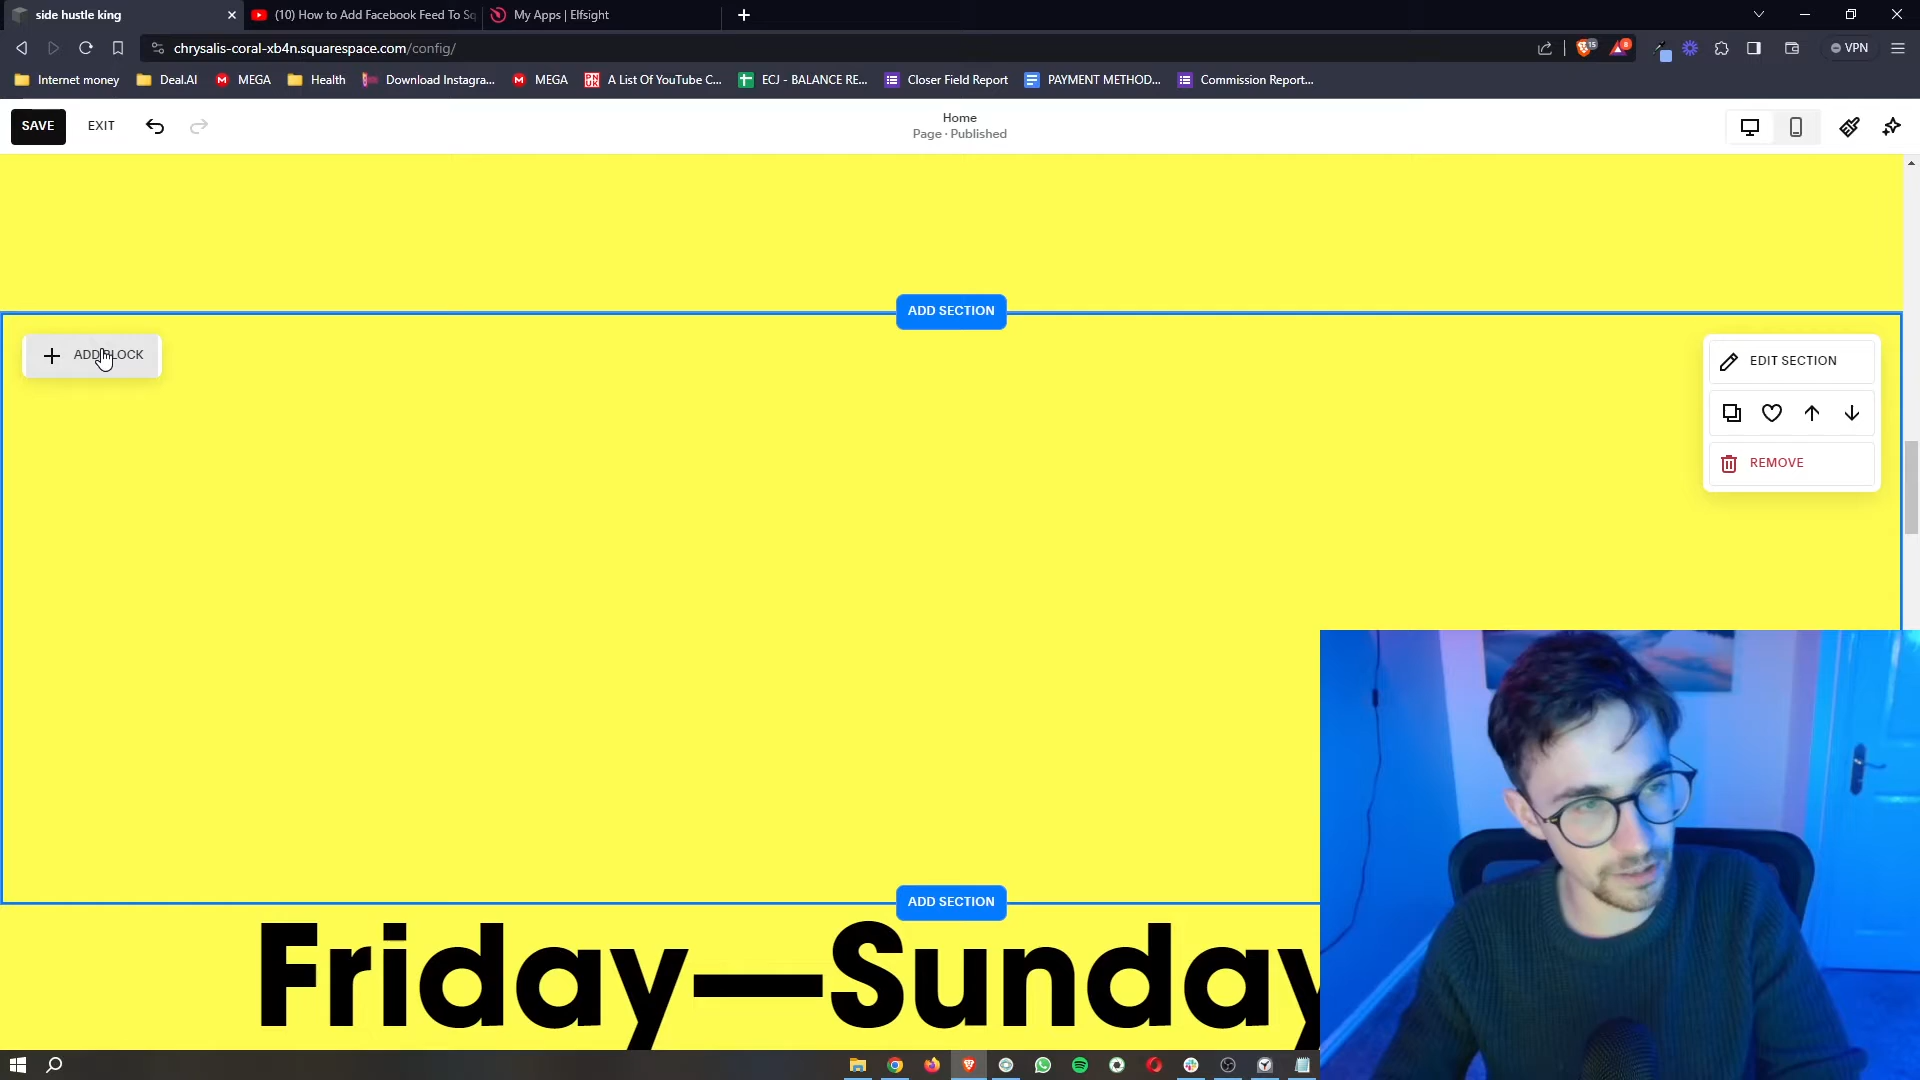 side hustle king
(10) How to Add Facebook Feed To Sq
My Apps | Elfsight
chrysalis-coral-xb4n.squarespace.com/config/
VPN
Internet money
Deal.AI
MEGA
Health
Download Instagra...
MEGA
A List Of YouTube C...
ECJ - BALANCE RE...
Closer Field Report
PAYMENT METHOD...
Commission Report...
SAVE
EXIT
Home
Page · Published
ADD SECTION
ADD BLOCK
EDIT SECTION
REMOVE
ADD SECTION
Friday—Sunday